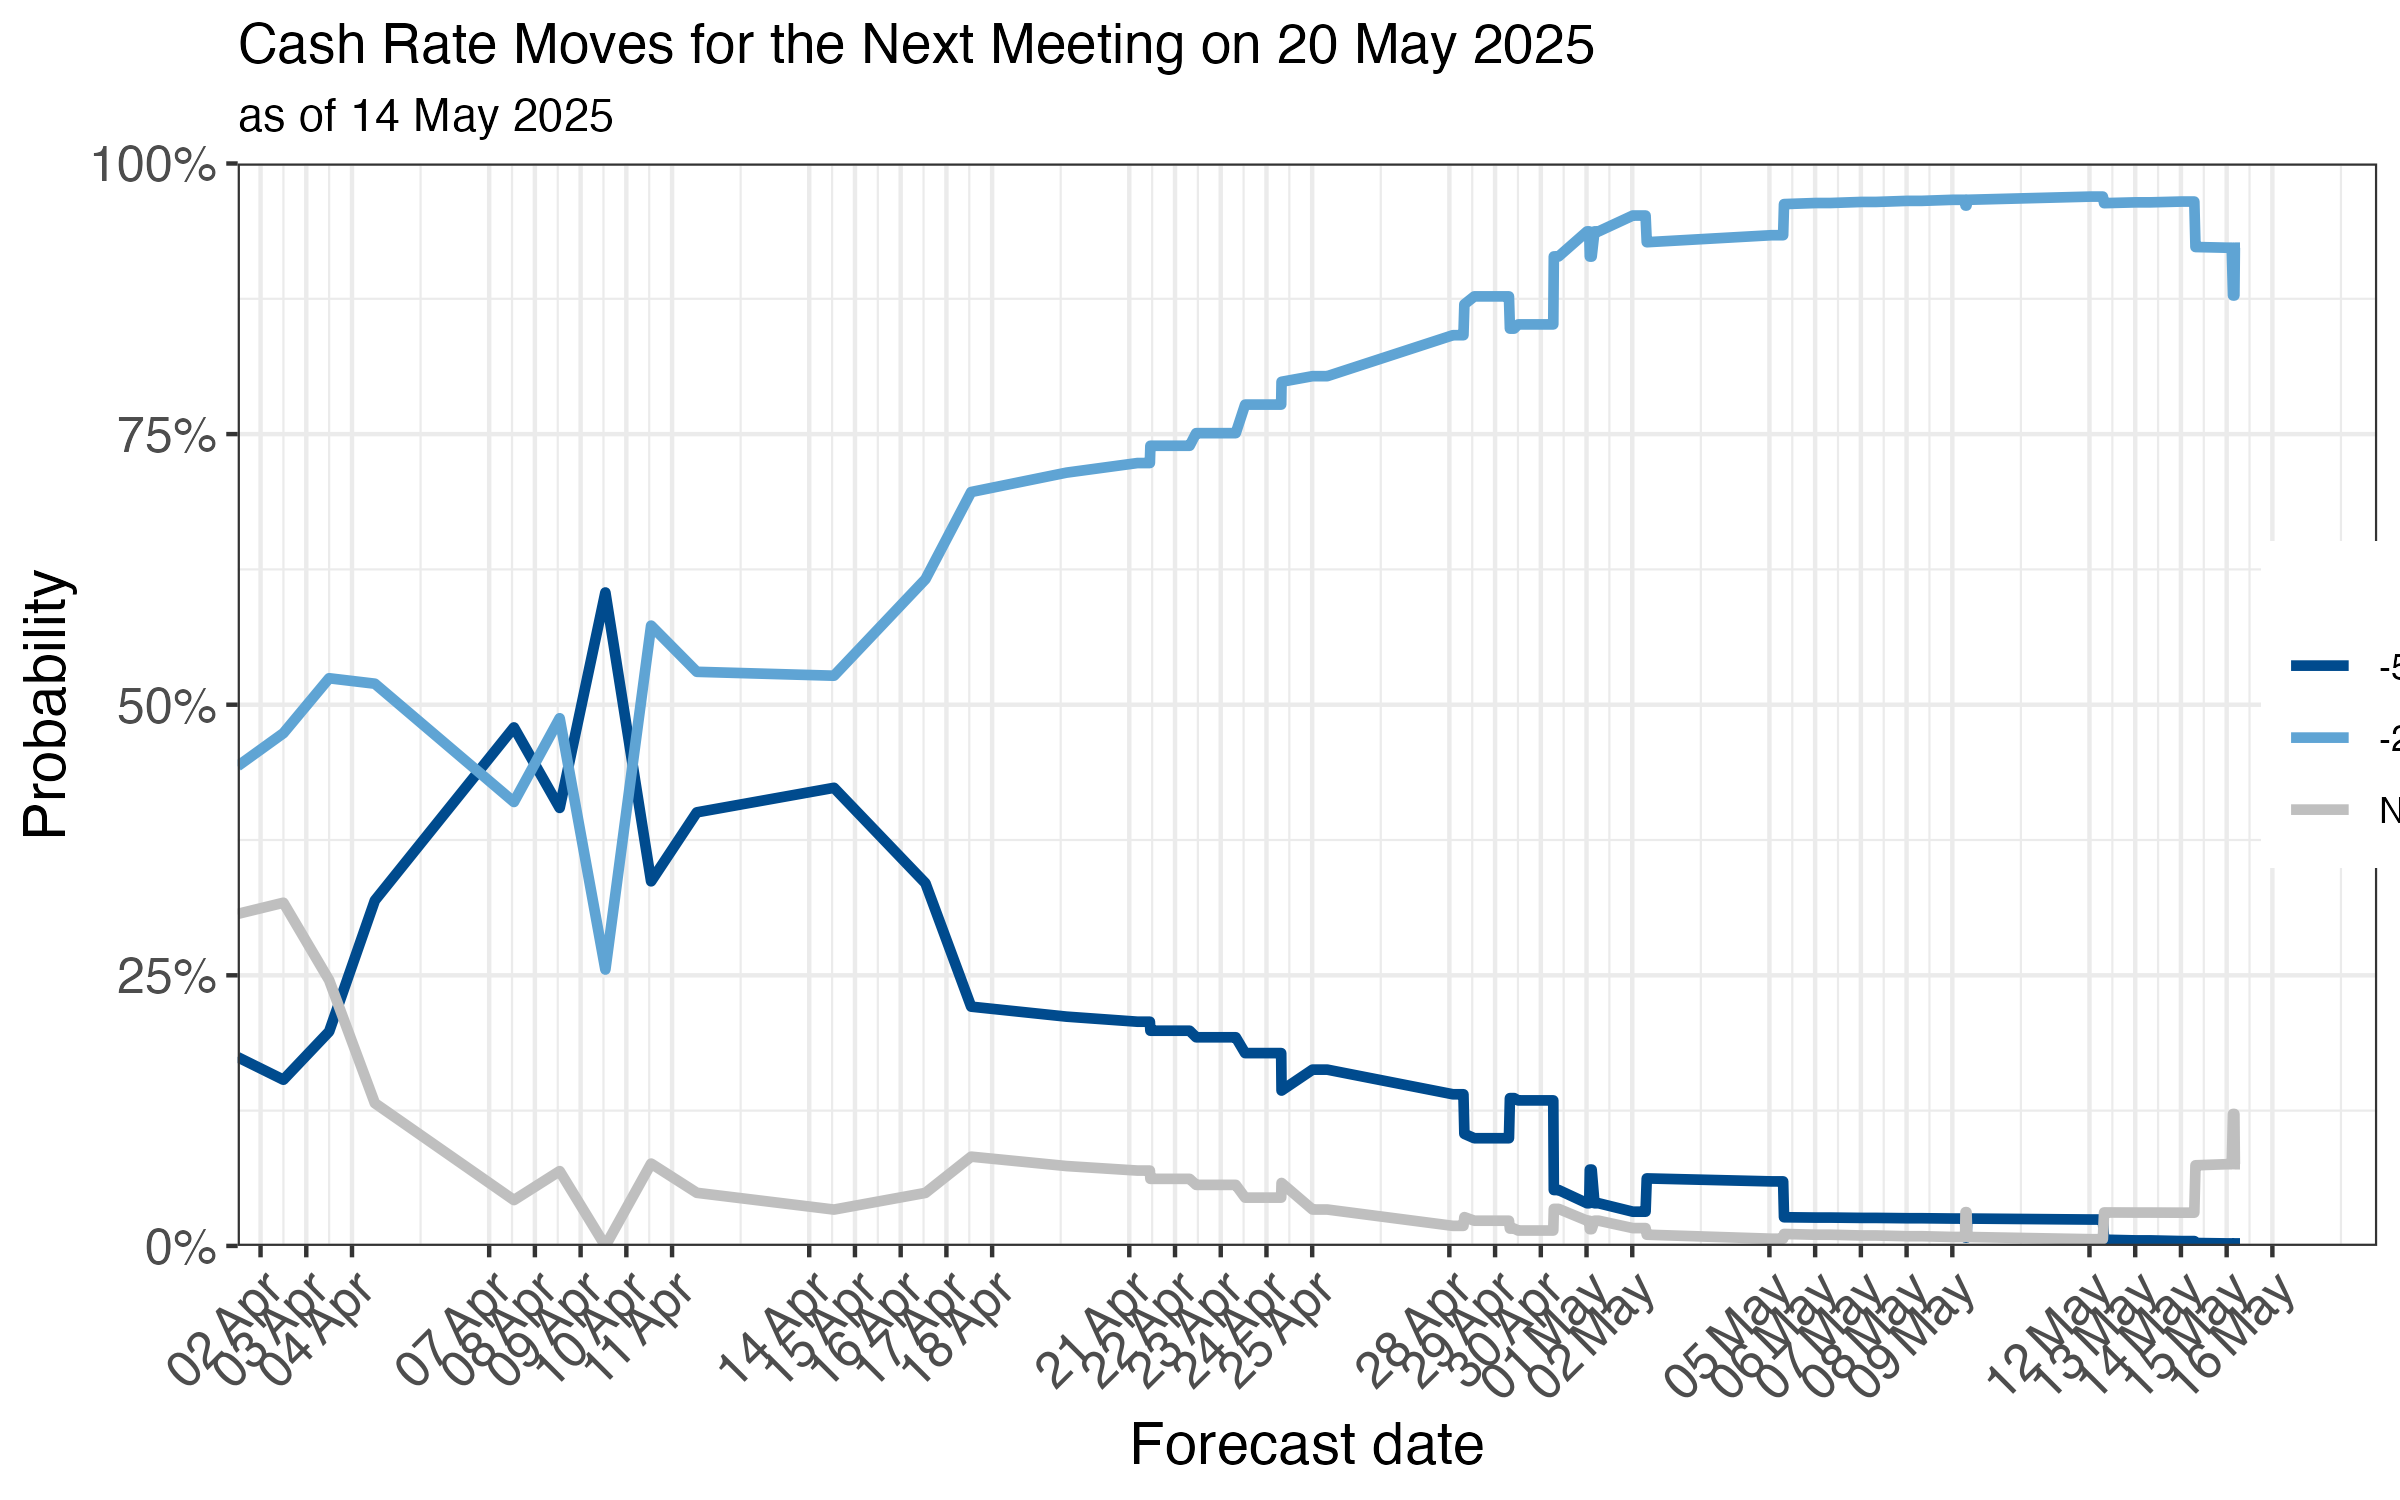 Cash Rate Moves for the Next Meeting on 20 May 2025
as of 14 May 2025
100%
75%
50%
25%
0%
Probability
-5
-2
N
02 Apr
03 Apr
04 Apr
07 Apr
08 Apr
09 Apr
10 Apr
11 Apr
14 Apr
15 Apr
16 Apr
17 Apr
18 Apr
21 Apr
22 Apr
23 Apr
24 Apr
25 Apr
28 Apr
29 Apr
30 Apr
01 May
02 May
05 May
06 May
07 May
08 May
09 May
12 May
13 May
14 May
15 May
16 May
Forecast date